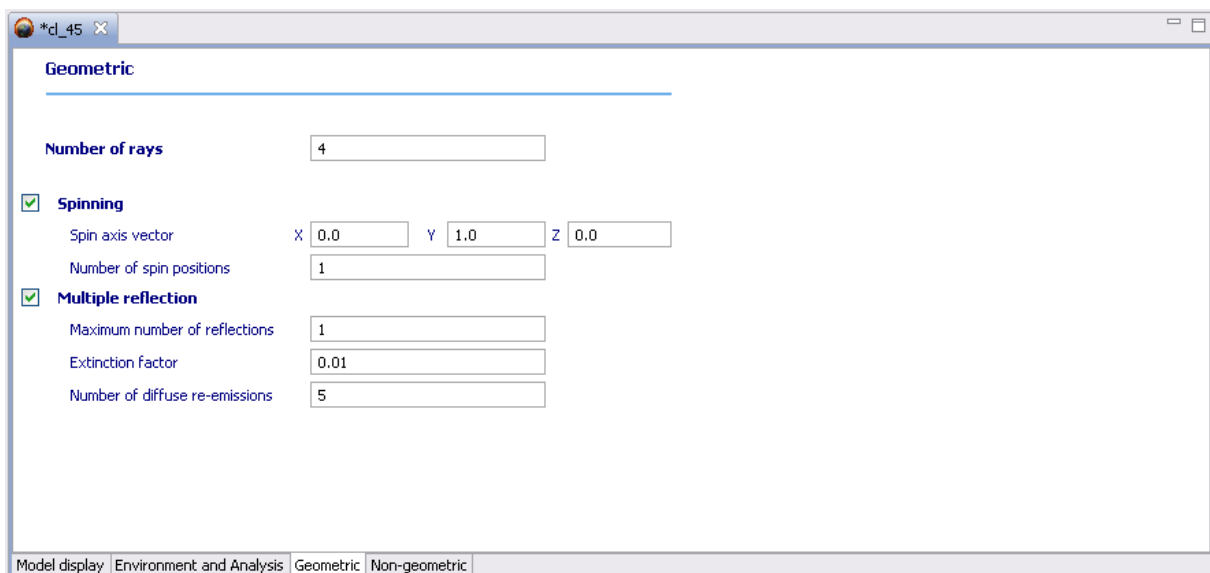 *cl_45
Geometric
Number of rays 4
Spinning
Spin axis vector X 0.0 Y 1.0 Z 0.0
Number of spin positions 1
Multiple reflection
Maximum number of reflections 1
Extinction factor 0.01
Number of diffuse re-emissions 5
Model display Environment and Analysis Geometric Non-geometric